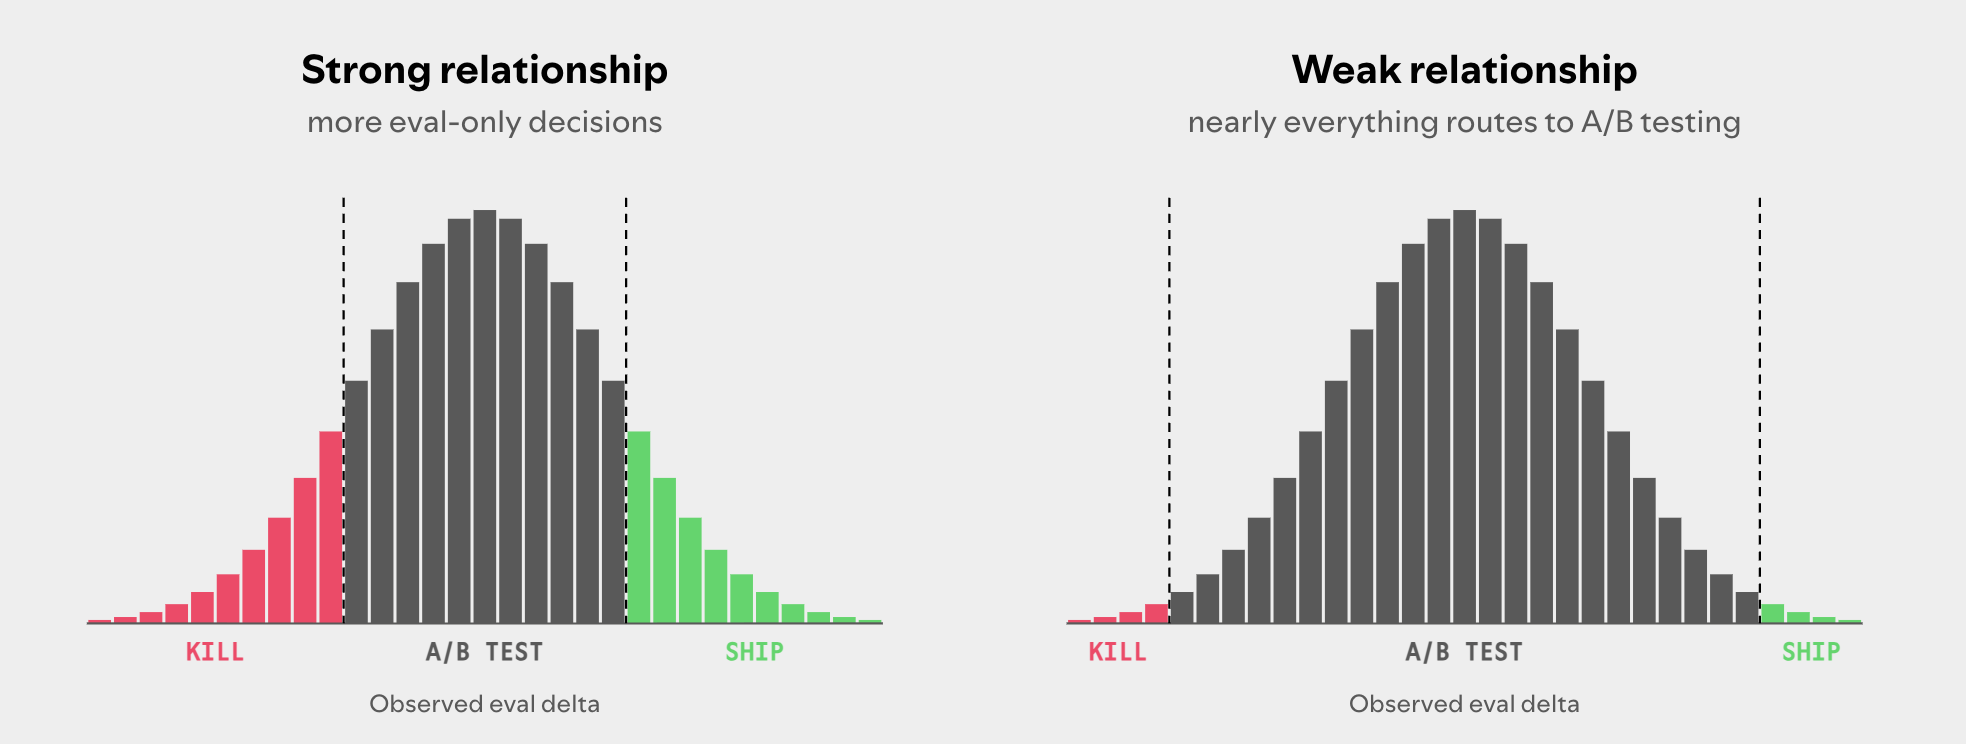 Strong relationship
more eval-only decisions
KILL
A/B TEST
SHIP
Observed eval delta
Weak relationship
nearly everything routes to A/B testing
KILL
A/B TEST
SHIP
Observed eval delta